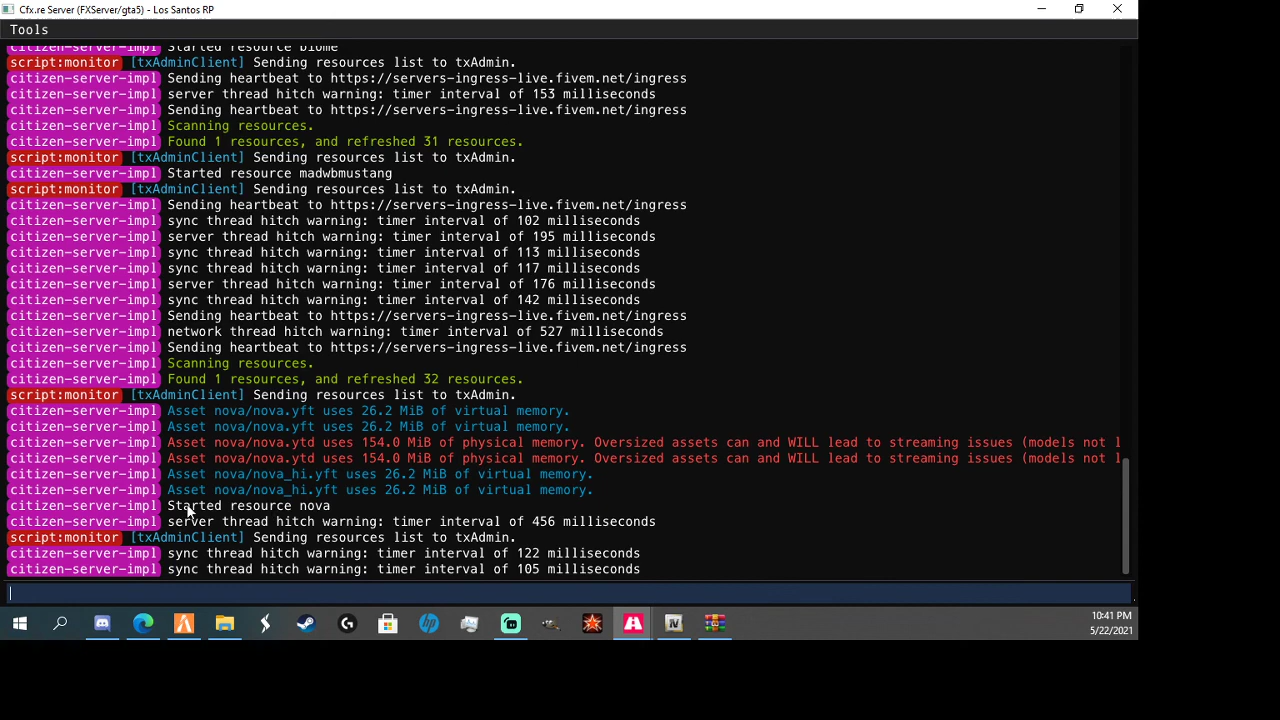 Cfx.re Server (FXServer/gta5) - Los Santos RP
Tools
citizen-server-impl Started resource biome
script:monitor [txAdminClient] Sending resources list to txAdmin.
citizen-server-impl Sending heartbeat to https://servers-ingress-live.fivem.net/ingress
citizen-server-impl server thread hitch warning: timer interval of 153 milliseconds
citizen-server-impl Sending heartbeat to https://servers-ingress-live.fivem.net/ingress
citizen-server-impl Scanning resources.
citizen-server-impl Found 1 resources, and refreshed 31 resources.
script:monitor [txAdminClient] Sending resources list to txAdmin.
citizen-server-impl Started resource madwbmustang
script:monitor [txAdminClient] Sending resources list to txAdmin.
citizen-server-impl Sending heartbeat to https://servers-ingress-live.fivem.net/ingress
citizen-server-impl sync thread hitch warning: timer interval of 102 milliseconds
citizen-server-impl server thread hitch warning: timer interval of 195 milliseconds
citizen-server-impl sync thread hitch warning: timer interval of 113 milliseconds
citizen-server-impl sync thread hitch warning: timer interval of 117 milliseconds
citizen-server-impl server thread hitch warning: timer interval of 176 milliseconds
citizen-server-impl sync thread hitch warning: timer interval of 142 milliseconds
citizen-server-impl Sending heartbeat to https://servers-ingress-live.fivem.net/ingress
citizen-server-impl network thread hitch warning: timer interval of 527 milliseconds
citizen-server-impl Sending heartbeat to https://servers-ingress-live.fivem.net/ingress
citizen-server-impl Scanning resources.
citizen-server-impl Found 1 resources, and refreshed 32 resources.
script:monitor [txAdminClient] Sending resources list to txAdmin.
citizen-server-impl Asset nova/nova.yft uses 26.2 MiB of virtual memory.
citizen-server-impl Asset nova/nova.yft uses 26.2 MiB of virtual memory.
citizen-server-impl Asset nova/nova.ytd uses 154.0 MiB of physical memory. Oversized assets can and WILL lead to streaming issues (models not l
citizen-server-impl Asset nova/nova.ytd uses 154.0 MiB of physical memory. Oversized assets can and WILL lead to streaming issues (models not l
citizen-server-impl Asset nova/nova_hi.yft uses 26.2 MiB of virtual memory.
citizen-server-impl Asset nova/nova_hi.yft uses 26.2 MiB of virtual memory.
citizen-server-impl Started resource nova
citizen-server-impl server thread hitch warning: timer interval of 456 milliseconds
script:monitor [txAdminClient] Sending resources list to txAdmin.
citizen-server-impl sync thread hitch warning: timer interval of 122 milliseconds
citizen-server-impl sync thread hitch warning: timer interval of 105 milliseconds
10:41 PM
5/22/2021